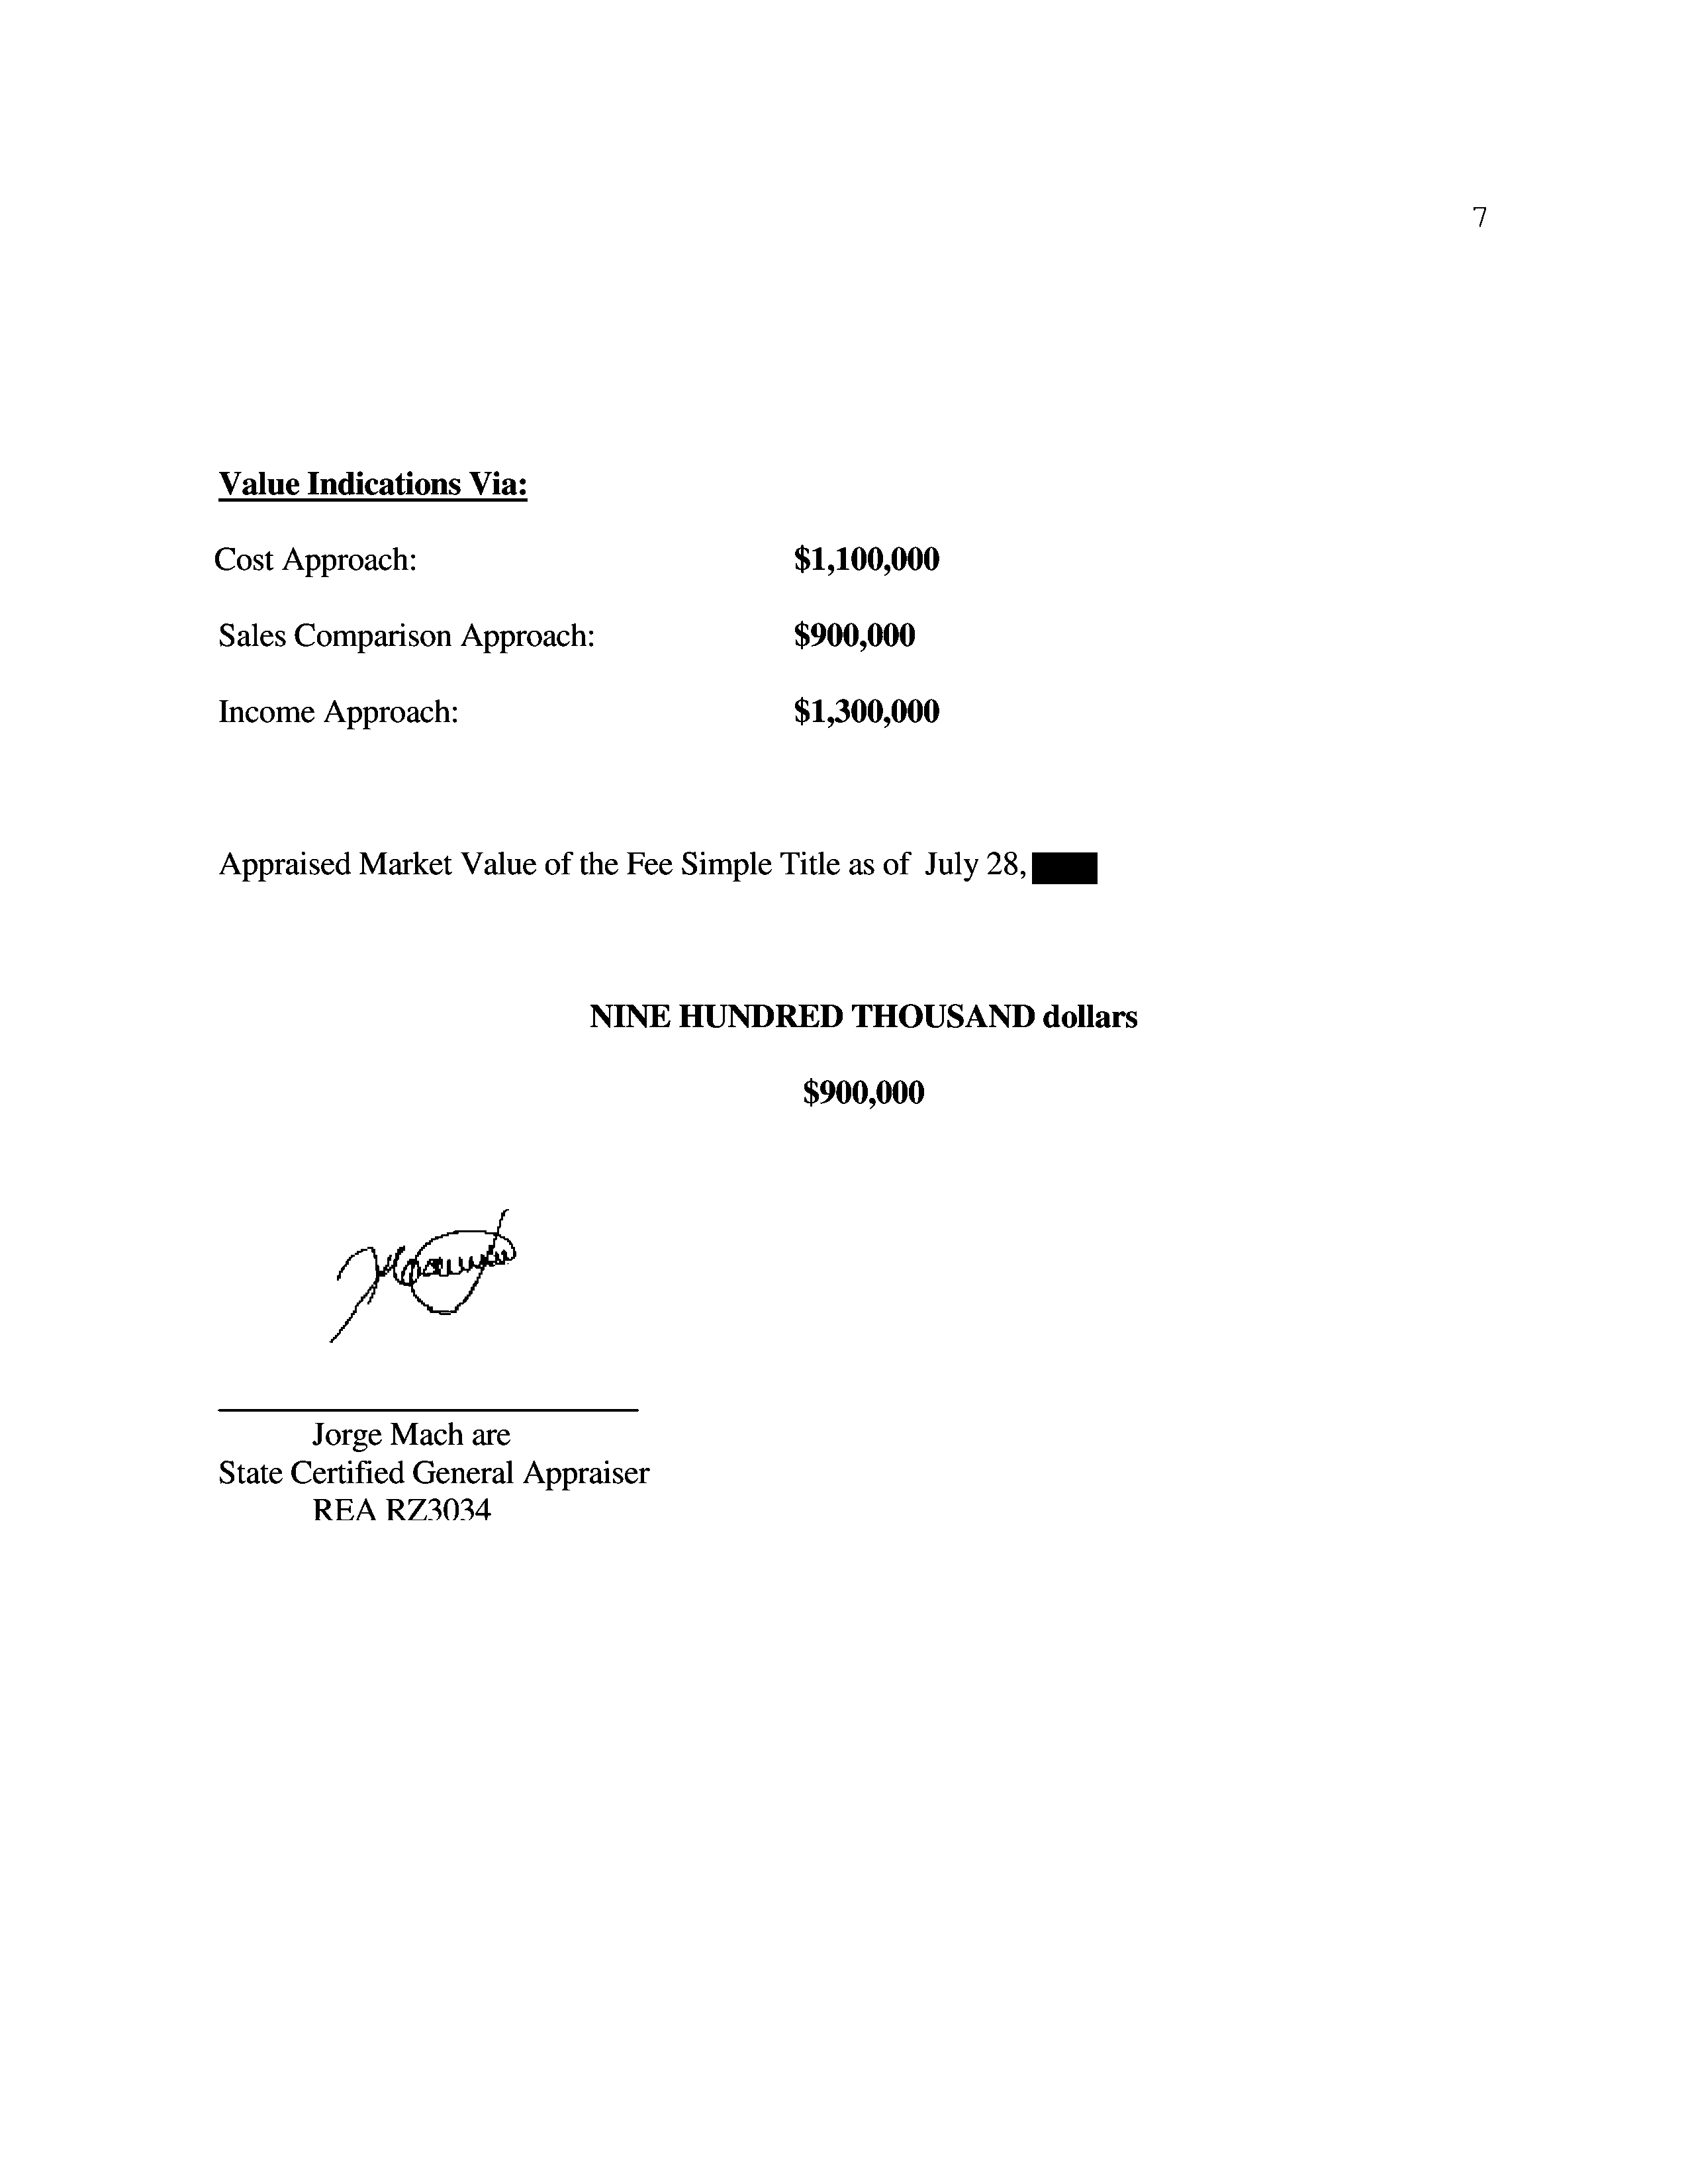 7
Value Indications Via:
Cost Approach: $1,100,000
Sales Comparison Approach: $900,000
Income Approach: $1,300,000
Appraised Market Value of the Fee Simple Title as of July 28,
NINE HUNDRED THOUSAND dollars
$900,000
Jorge Mach are
State Certified General Appraiser
REA RZ3034